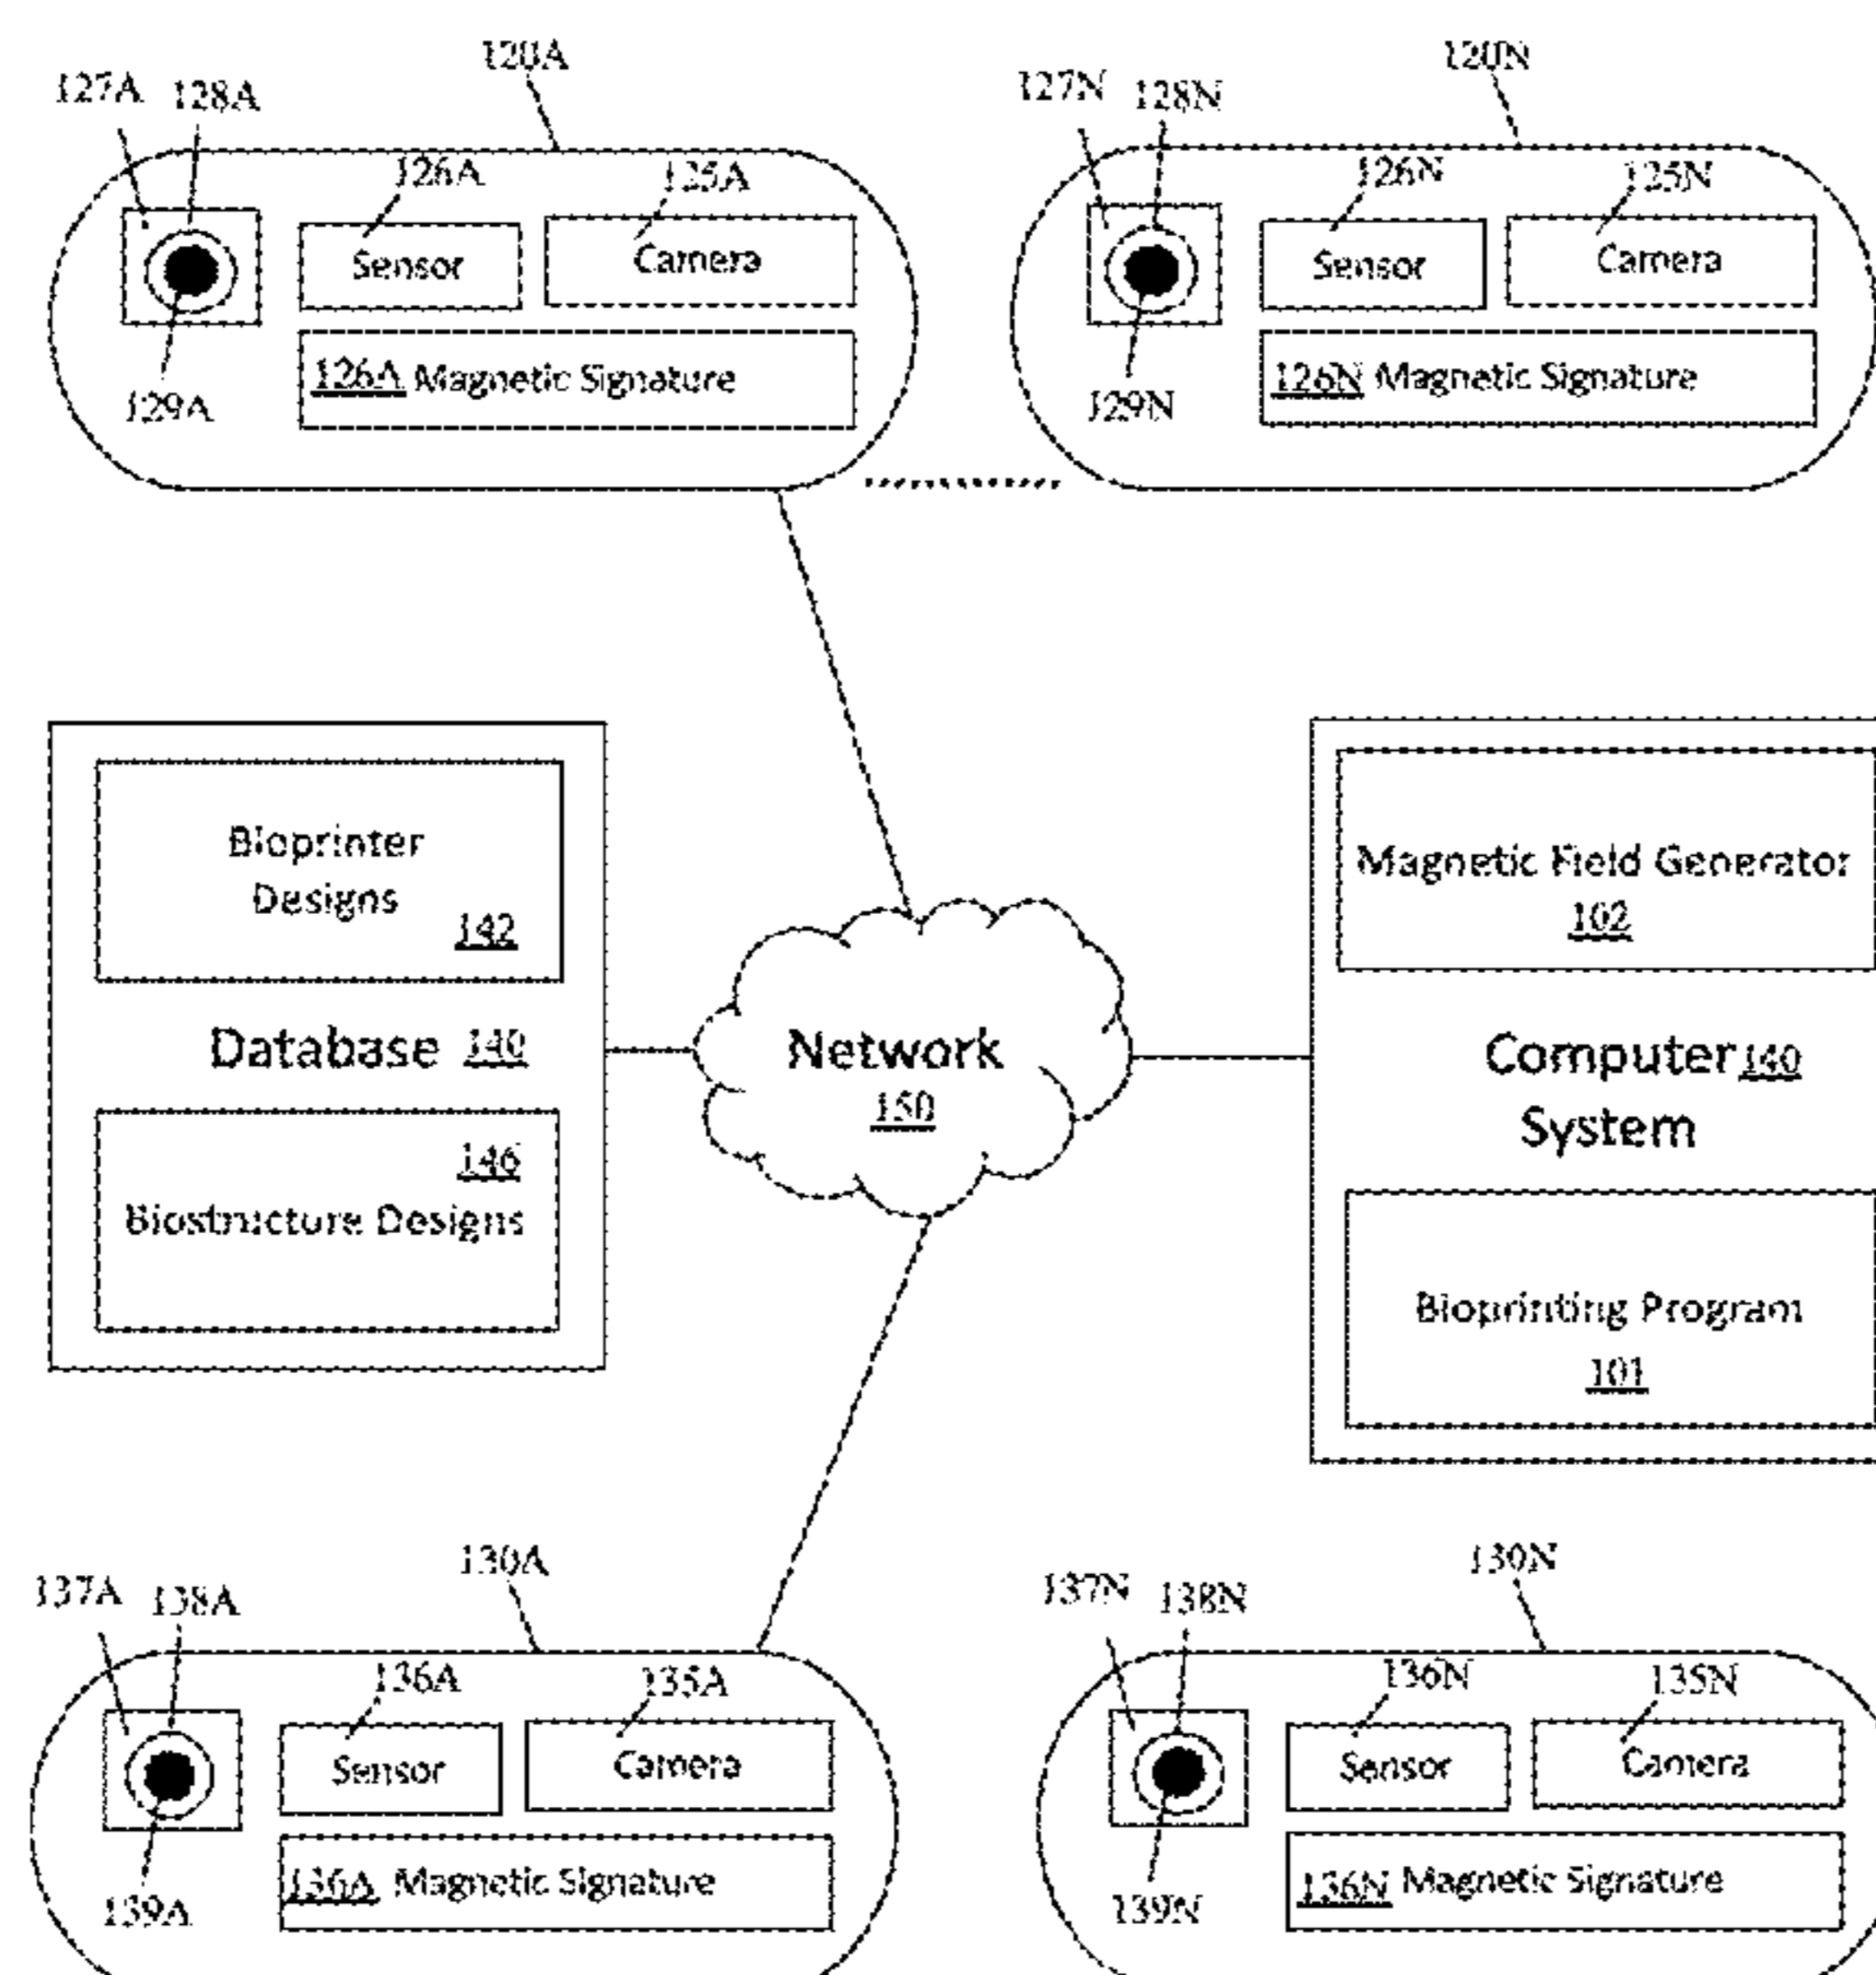 120A
120N
127A 128A
127N 128N
126A
125A
126N
125N
Sensor
Camera
Sensor
Camera
126A Magnetic Signature
126N Magnetic Signature
129A
129N
Bioprinter
Designs
142
Magnetic Field Generator
102
Database 140
Network
150
Computer 140
System
146
Biostructure Designs
Bioprinting Program
101
130A
130N
137A 138A
137N 138N
136A
135A
136N
135N
Sensor
Camera
Sensor
Camera
136A Magnetic Signature
136N Magnetic Signature
139A
139N